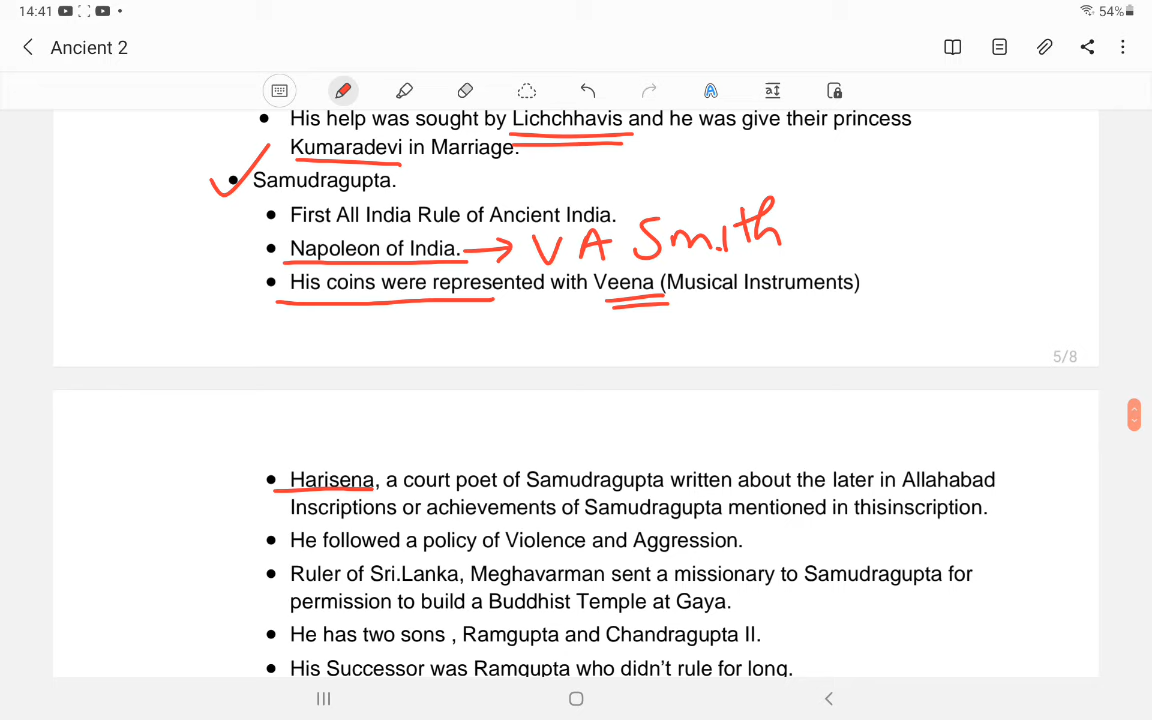 14:41
54%
Ancient 2
His help was sought by Lichchhavis and he was give their princess
Kumaradevi in Marriage.
Samudragupta.
First All India Rule of Ancient India.
Napoleon of India. → V A Smith
His coins were represented with Veena (Musical Instruments)
5/8
Harisena, a court poet of Samudragupta written about the later in Allahabad
Inscriptions or achievements of Samudragupta mentioned in thisinscription.
He followed a policy of Violence and Aggression.
Ruler of Sri.Lanka, Meghavarman sent a missionary to Samudragupta for
permission to build a Buddhist Temple at Gaya.
He has two sons , Ramgupta and Chandragupta II.
His Successor was Ramgupta who didn't rule for long.